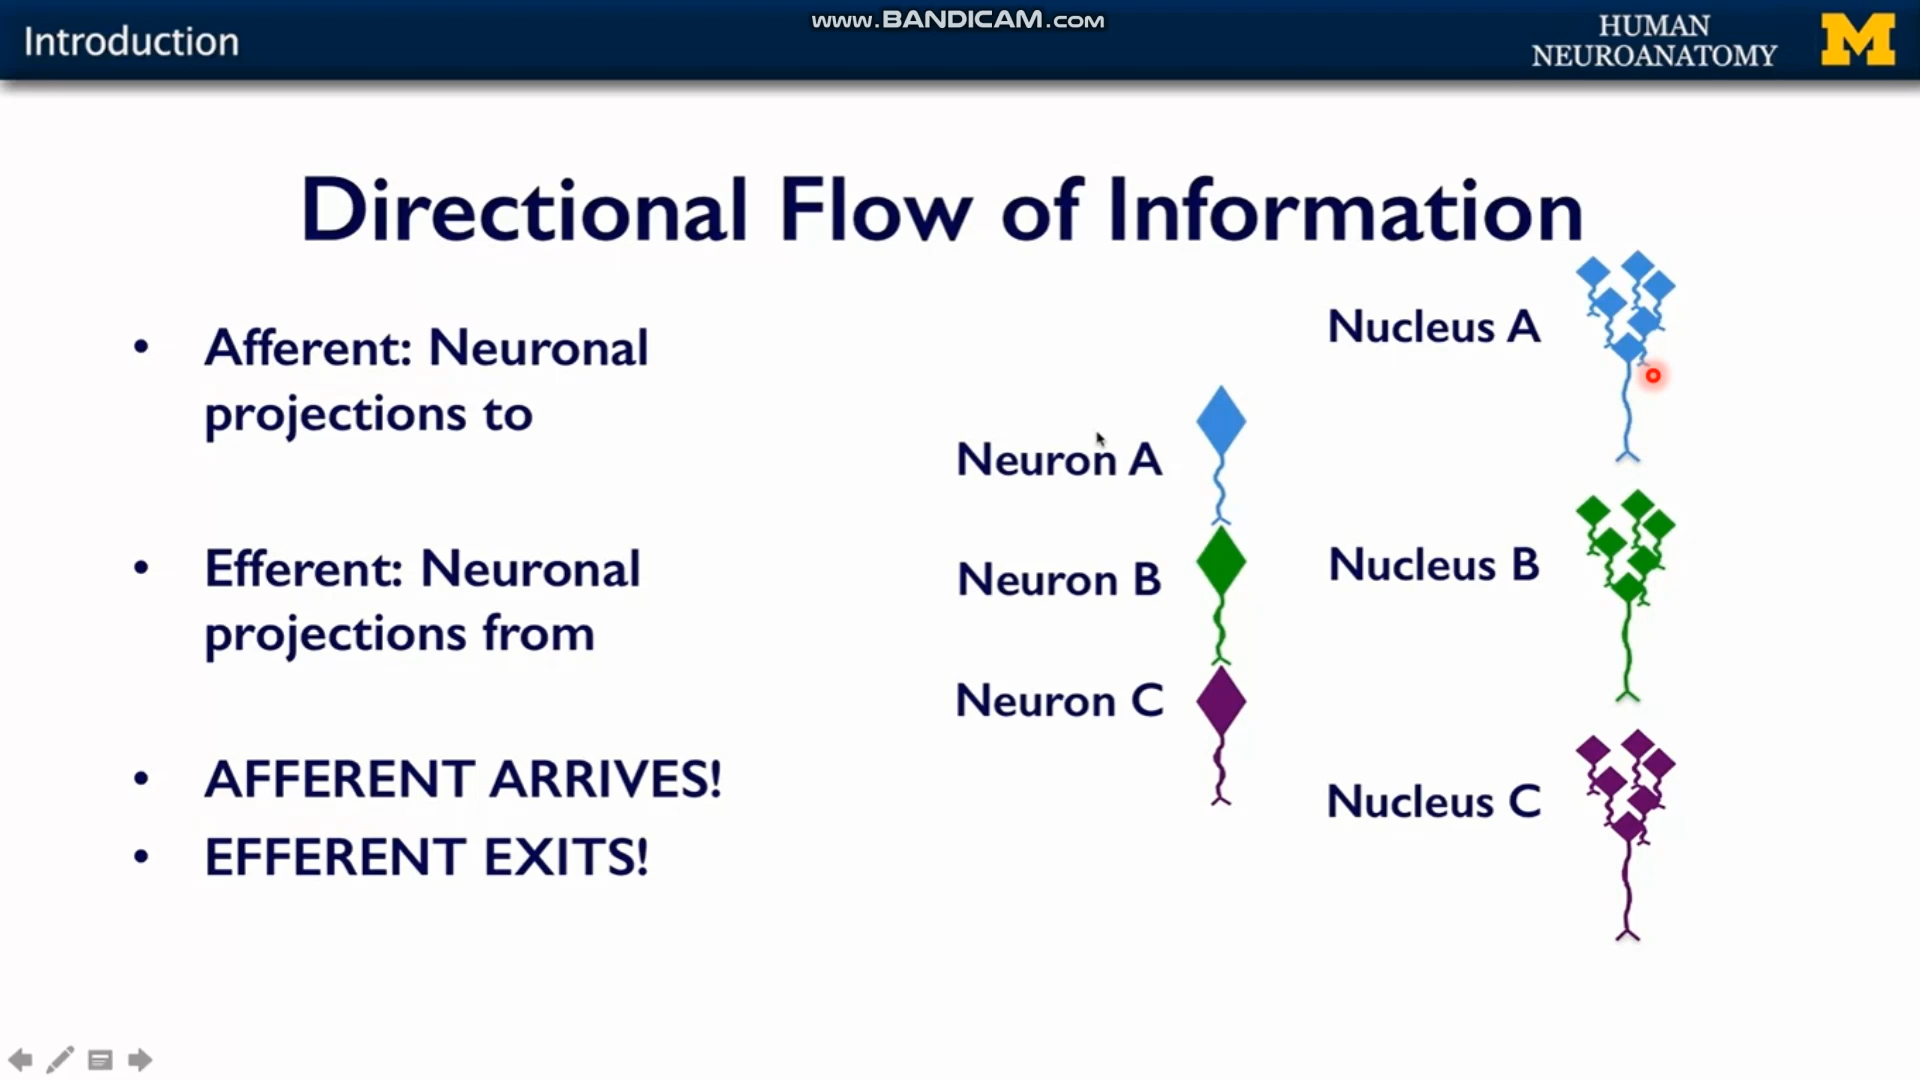 www.BANDICAM.com
Introduction
HUMAN
NEUROANATOMY
M
Directional Flow of Information
• Afferent: Neuronal
projections to
• Efferent: Neuronal
projections from
• AFFERENT ARRIVES!
• EFFERENT EXITS!
Neuron A
Neuron B
Neuron C
Nucleus A
Nucleus B
Nucleus C